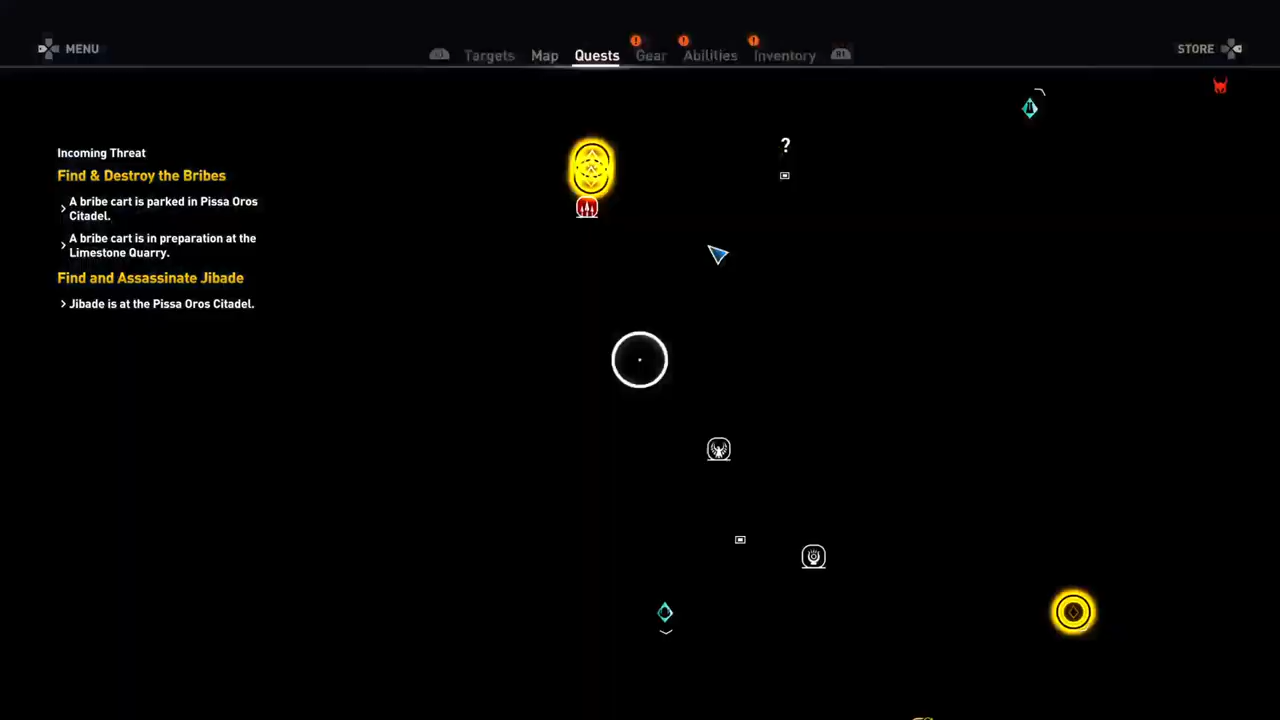 MENU
Targets Map Quests Gear Abilities Inventory
STORE
Incoming Threat
Find & Destroy the Bribes
A bribe cart is parked in Pissa Oros
Citadel.
A bribe cart is in preparation at the
Limestone Quarry.
Find and Assassinate Jibade
Jibade is at the Pissa Oros Citadel.
?